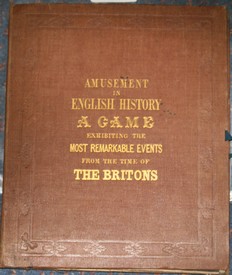 AMUSEMENT
IN
ENGLISH HISTORY
A GAME
EXHIBITING THE
MOST REMARKABLE EVENTS
FROM THE TIME OF
THE BRITONS